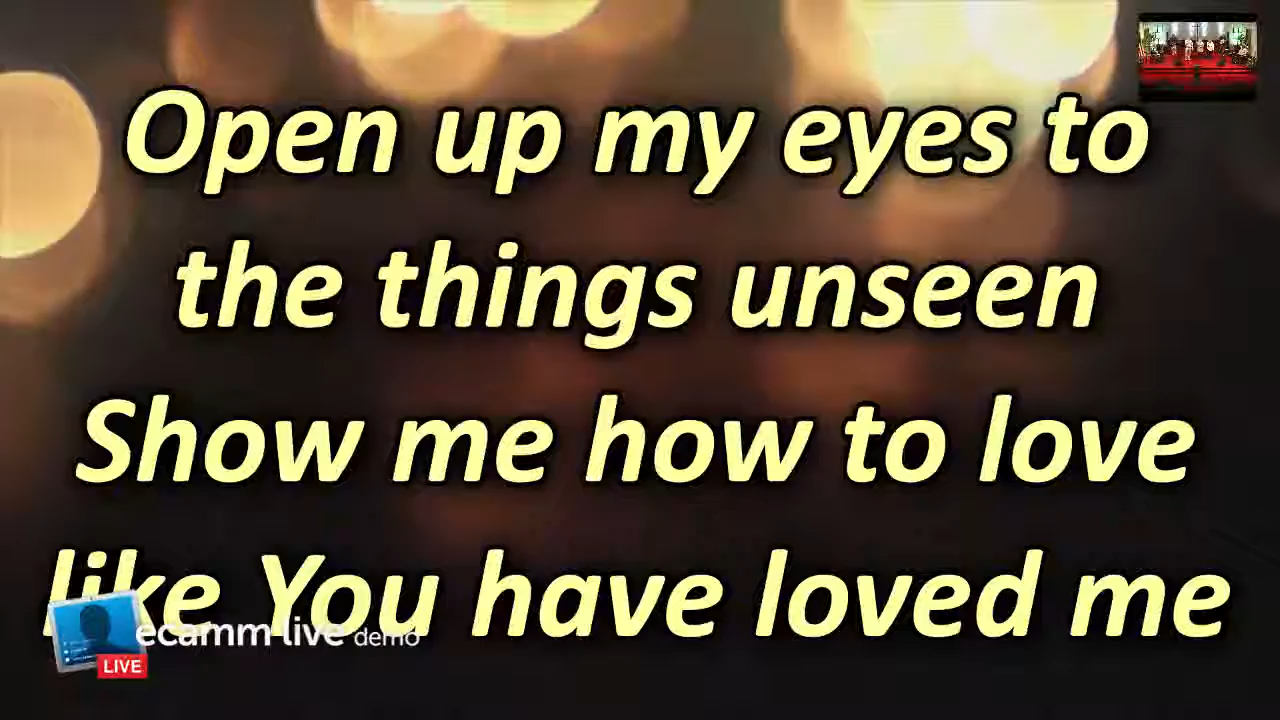 Open up my eyes to
the things unseen
Show me how to love
like You have loved me
ecamm live demo
LIVE